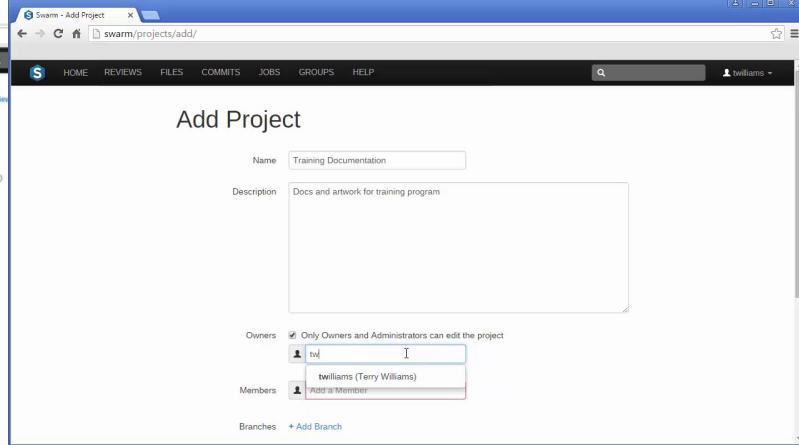 Swarm - Add Project
swarm/projects/add/
HOME REVIEWS FILES COMMITS JOBS GROUPS HELP
twilliams
Add Project
Name Training Documentation
Description Docs and artwork for training program
Owners Only Owners and Administrators can edit the project
tw
twilliams (Terry Williams)
Members Add a Member
Branches + Add Branch